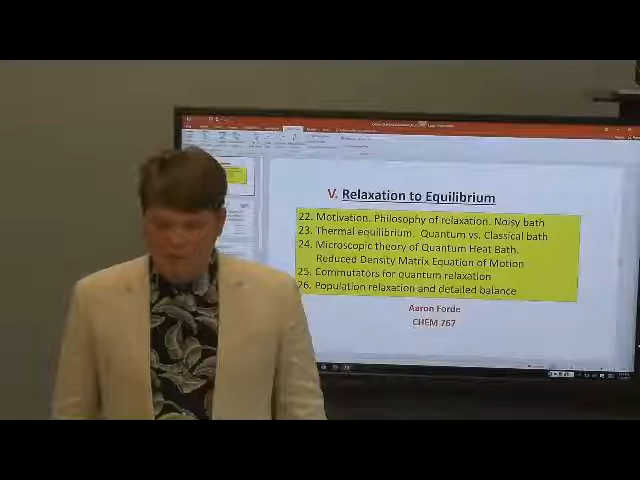 V. Relaxation to Equilibrium
22. Motivation. Philosophy of relaxation. Noisy bath
23. Thermal equilibrium. Quantum vs. Classical bath
24. Microscopic theory of Quantum Heat Bath.
Reduced Density Matrix Equation of Motion
25. Commutators for quantum relaxation
26. Population relaxation and detailed balance
Aaron Forde
CHEM 767